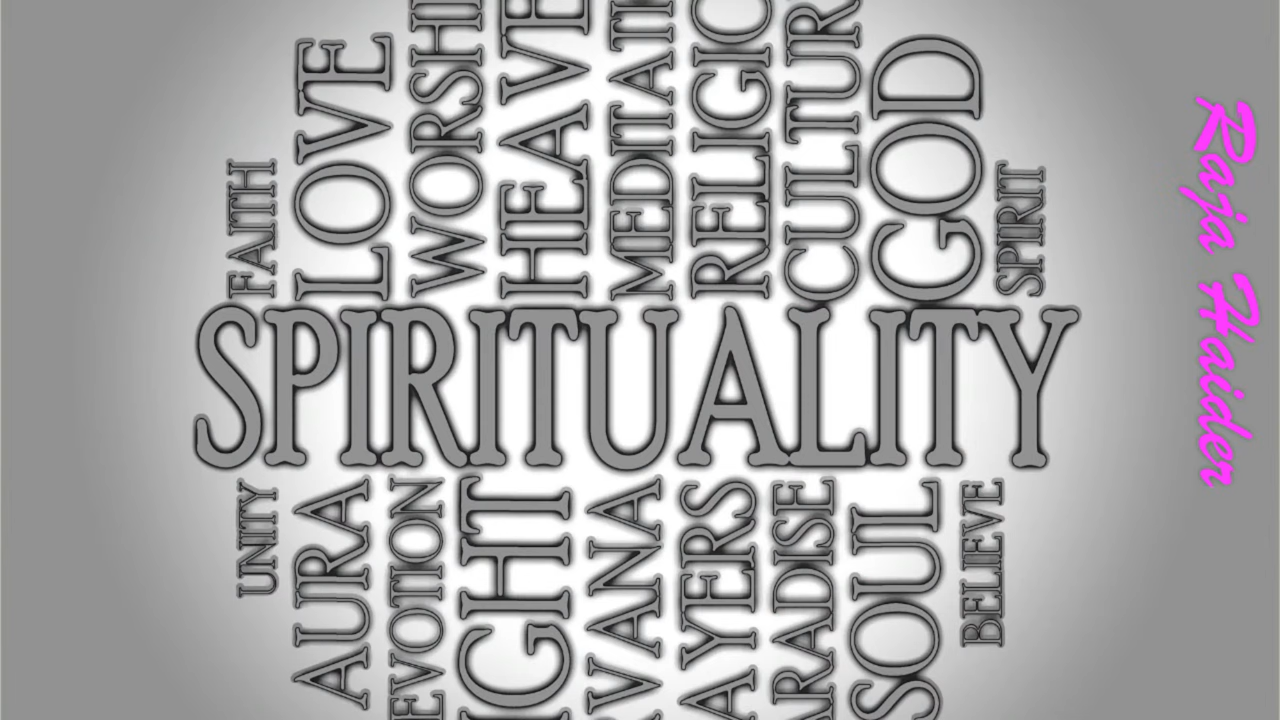 FAITH
LOVE
WORSHI
HEAVE
MEDITATI
RELIGIO
CULTUR
GOD
SPIRIT
SPIRITUALITY
UNITY
AURA
EVOTION
IGHT
VANA
AYERS
ARADISE
SOUL
BELIEVE
Raja Haider